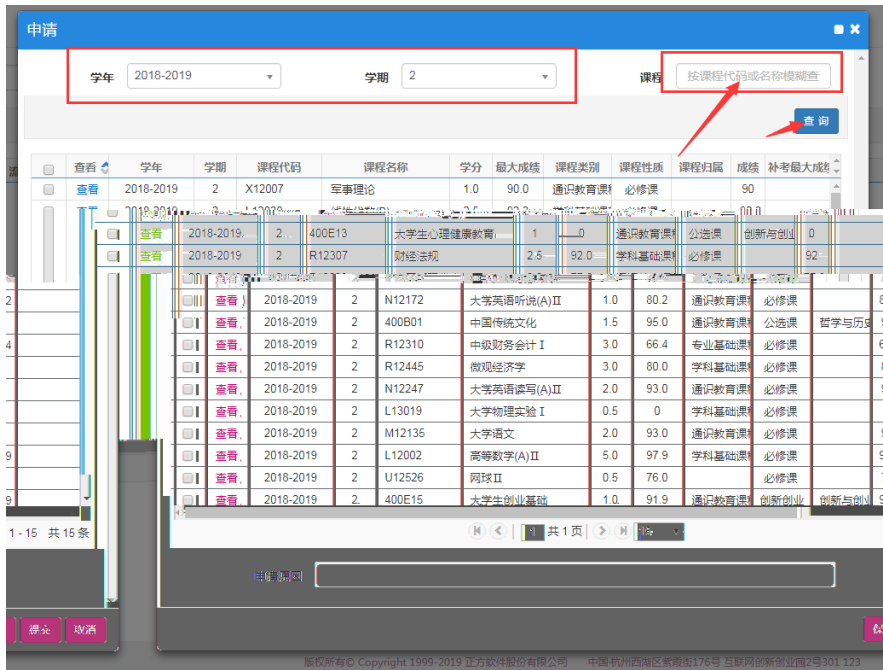 申请
学年 2018-2019 学期 2 课程 按课程代码或名称模糊查
查 询
查看 学年 学期 课程代码 课程名称 学分 最大成绩 课程类别 课程性质 课程归属 成绩 补考最大成绩
查看 2018-2019 2 X12007 军事理论 1.0 90.0 通识教育课程 必修课 90
查看 2018-2019 2 400E13 大学生心理健康教育 1 0 通识教育课程 公选课 创新与创业 0
查看 2018-2019 2 R12307 财经法规 2.5 92.0 学科基础课程 必修课 92
查看 2018-2019 2 N12172 大学英语听说(A)Ⅱ 1.0 80.2 通识教育课程 必修课 8
查看 2018-2019 2 400B01 中国传统文化 1.5 95.0 通识教育课程 公选课 哲学与历史
查看 2018-2019 2 R12310 中级财务会计Ⅰ 3.0 66.4 专业基础课程 必修课 6
查看 2018-2019 2 R12445 微观经济学 3.0 80.0 学科基础课程 必修课 8
查看 2018-2019 2 N12247 大学英语读写(A)Ⅱ 2.0 93.0 通识教育课程 必修课
查看 2018-2019 2 L13019 大学物理实验Ⅰ 0.5 0 学科基础课程 必修课
查看 2018-2019 2 M12135 大学语文 2.0 93.0 通识教育课程 必修课
查看 2018-2019 2 L12002 高等数学(A)Ⅱ 5.0 97.9 学科基础课程 必修课
查看 2018-2019 2 U12526 网球Ⅱ 0.5 76.0 必修课
查看 2018-2019 2 400E15 大学生创业基础 1.0 91.9 通识教育课程 创新创业 创新与创业
1 - 15 共 15 条
共 1 页
申请原因
提交 取消
版权所有© Copyright 1999-2019 正方软件股份有限公司 中国·杭州西湖区紫霞街176号 互联网创新创业园2号301 123